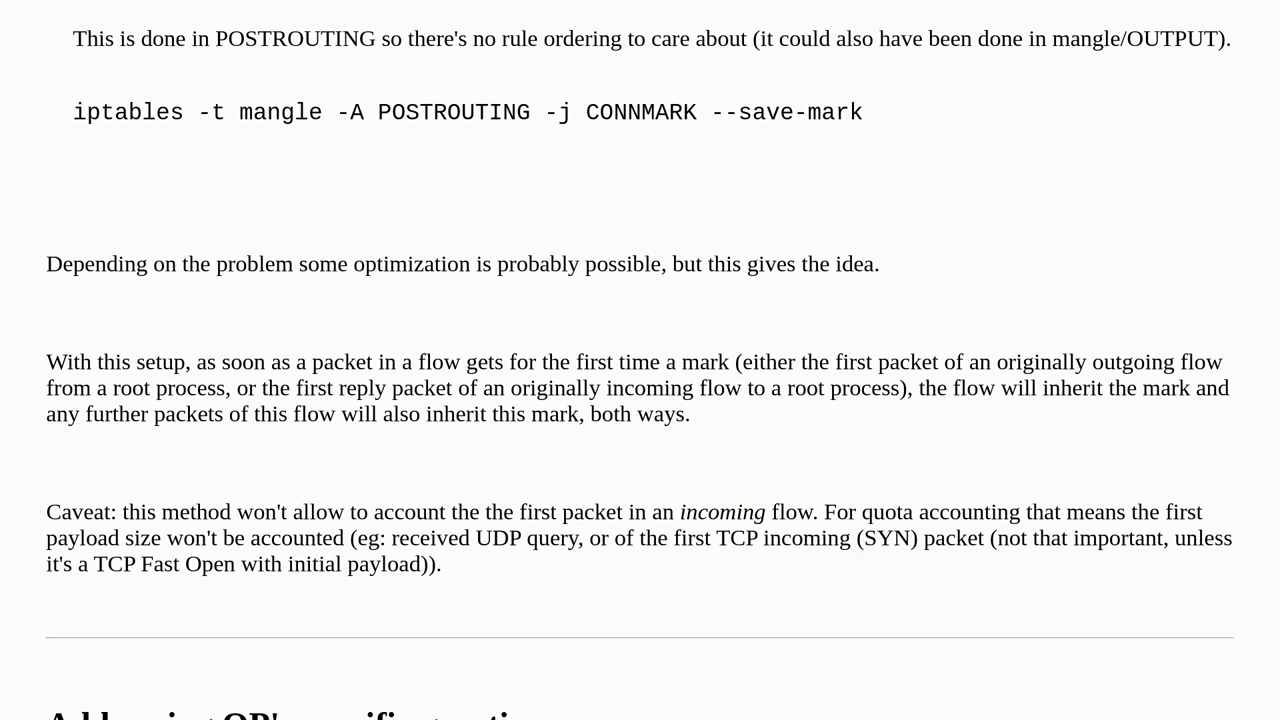 This is done in POSTROUTING so there's no rule ordering to care about (it could also have been done in mangle/OUTPUT).
iptables -t mangle -A POSTROUTING -j CONNMARK --save-mark
Depending on the problem some optimization is probably possible, but this gives the idea.
With this setup, as soon as a packet in a flow gets for the first time a mark (either the first packet of an originally outgoing flow
from a root process, or the first reply packet of an originally incoming flow to a root process), the flow will inherit the mark and
any further packets of this flow will also inherit this mark, both ways.
Caveat: this method won't allow to account the the first packet in an incoming flow. For quota accounting that means the first
payload size won't be accounted (eg: received UDP query, or of the first TCP incoming (SYN) packet (not that important, unless
it's a TCP Fast Open with initial payload)).